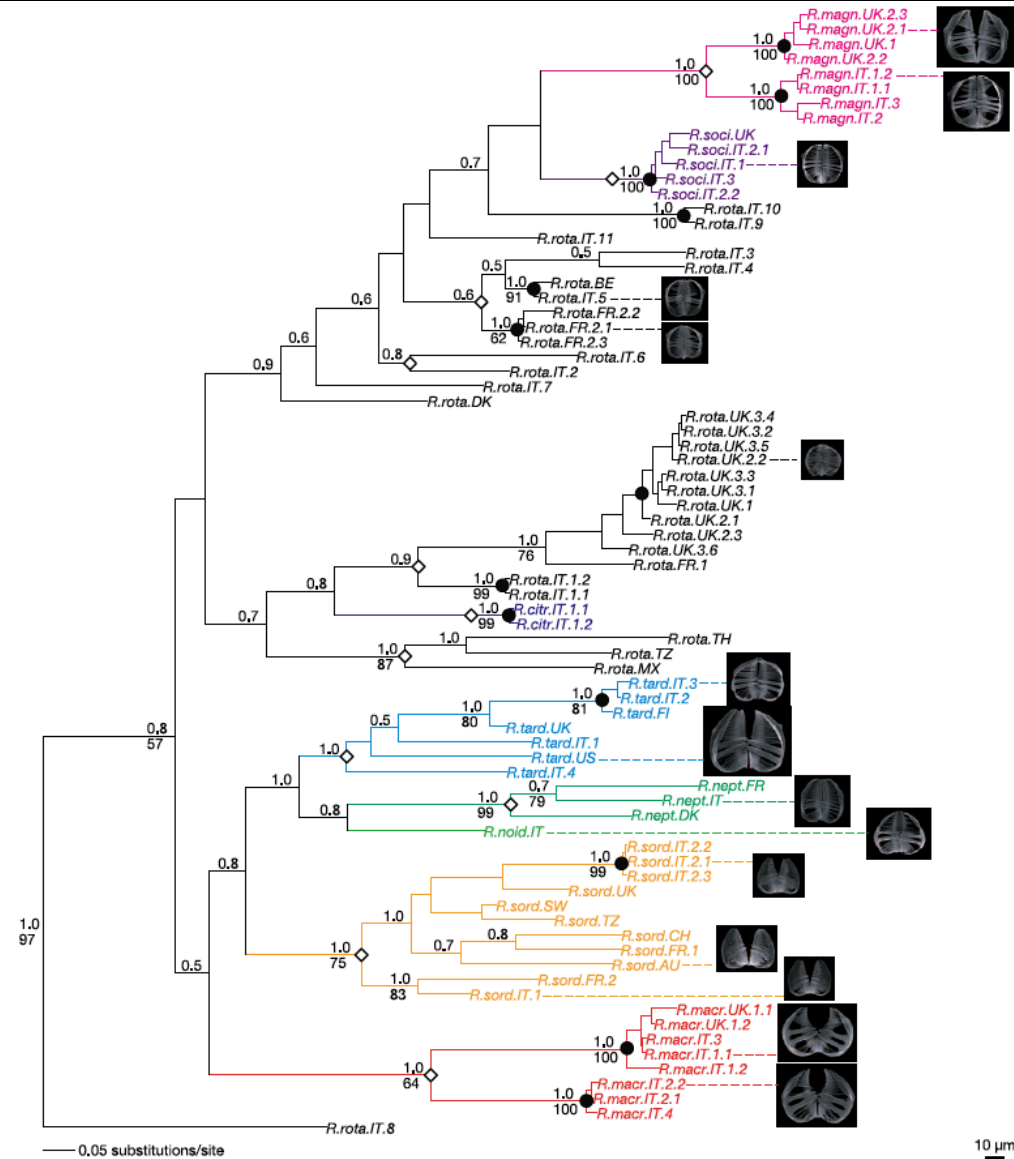 R.magn.UK.2.3
R.magn.UK.2.1
1.0
100
R.magn.UK.1
R.magn.UK.2.2
1.0
100
R.magn.IT.1.2
R.magn.IT.1.1
1.0
100
R.magn.IT.3
R.magn.IT.2
R.soci.UK
R.soci.IT.2.1
R.soci.IT.1
0.7
1.0
100
R.soci.IT.3
R.soci.IT.2.2
1.0
100
R.rota.IT.10
R.rota.IT.9
R.rota.IT.11
0.5
R.rota.IT.3
R.rota.IT.4
0.5
1.0
91
R.rota.BE
R.rota.IT.5
0.6
0.6
R.rota.FR.2.2
1.0
62
R.rota.FR.2.1
R.rota.FR.2.3
0.6
0.8
R.rota.IT.6
R.rota.IT.2
0.9
R.rota.IT.7
R.rota.DK
R.rota.UK.3.4
R.rota.UK.3.2
R.rota.UK.3.5
R.rota.UK.2.2
R.rota.UK.3.3
R.rota.UK.3.1
R.rota.UK.1
R.rota.UK.2.1
R.rota.UK.2.3
1.0
76
R.rota.UK.3.6
R.rota.FR.1
0.9
1.0
99
R.rota.IT.1.2
R.rota.IT.1.1
0.8
1.0
99
R.citr.IT.1.1
R.citr.IT.1.2
0.7
1.0
R.rota.TH
1.0
87
R.rota.TZ
R.rota.MX
R.tard.IT.3
1.0
81
R.tard.IT.2
R.tard.FI
1.0
80
0.5
R.tard.UK
0.8
57
R.tard.IT.1
1.0
R.tard.US
R.tard.IT.4
1.0
0.7
79
R.nept.FR
1.0
99
R.nept.IT
0.8
R.nept.DK
R.noid.IT
R.sord.IT.2.2
0.8
1.0
99
R.sord.IT.2.1
R.sord.IT.2.3
R.sord.UK
R.sord.SW
1.0
R.sord.TZ
1.0
97
0.8
R.sord.CH
0.7
R.sord.FR.1
1.0
75
R.sord.AU
0.5
1.0
83
R.sord.FR.2
R.sord.IT.1
R.macr.UK.1.1
R.macr.UK.1.2
1.0
100
R.macr.IT.3
R.macr.IT.1.1
R.macr.IT.1.2
1.0
64
R.macr.IT.2.2
1.0
100
R.macr.IT.2.1
R.macr.IT.4
R.rota.IT.8
0.05 substitutions/site
10 µm